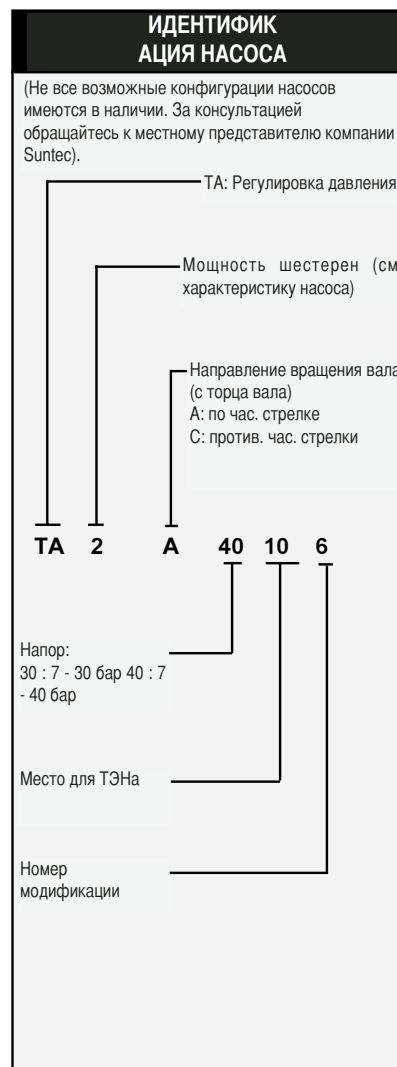 ИДЕНТИФИК
АЦИЯ НАСОСА
(Не все возможные конфигурации насосов
имеются в наличии. За консультацией
обращайтесь к местному представителю компании
Suntec).
TA: Регулировка давления
Мощность шестерен (см
характеристику насоса)
Направление вращения вала
(с торца вала)
A: по час. стрелке
C: против. час. стрелки
TA 2 A 40 10 6
Напор:
30 : 7 - 30 бар 40 : 7
- 40 бар
Место для ТЭНа
Номер
модификации